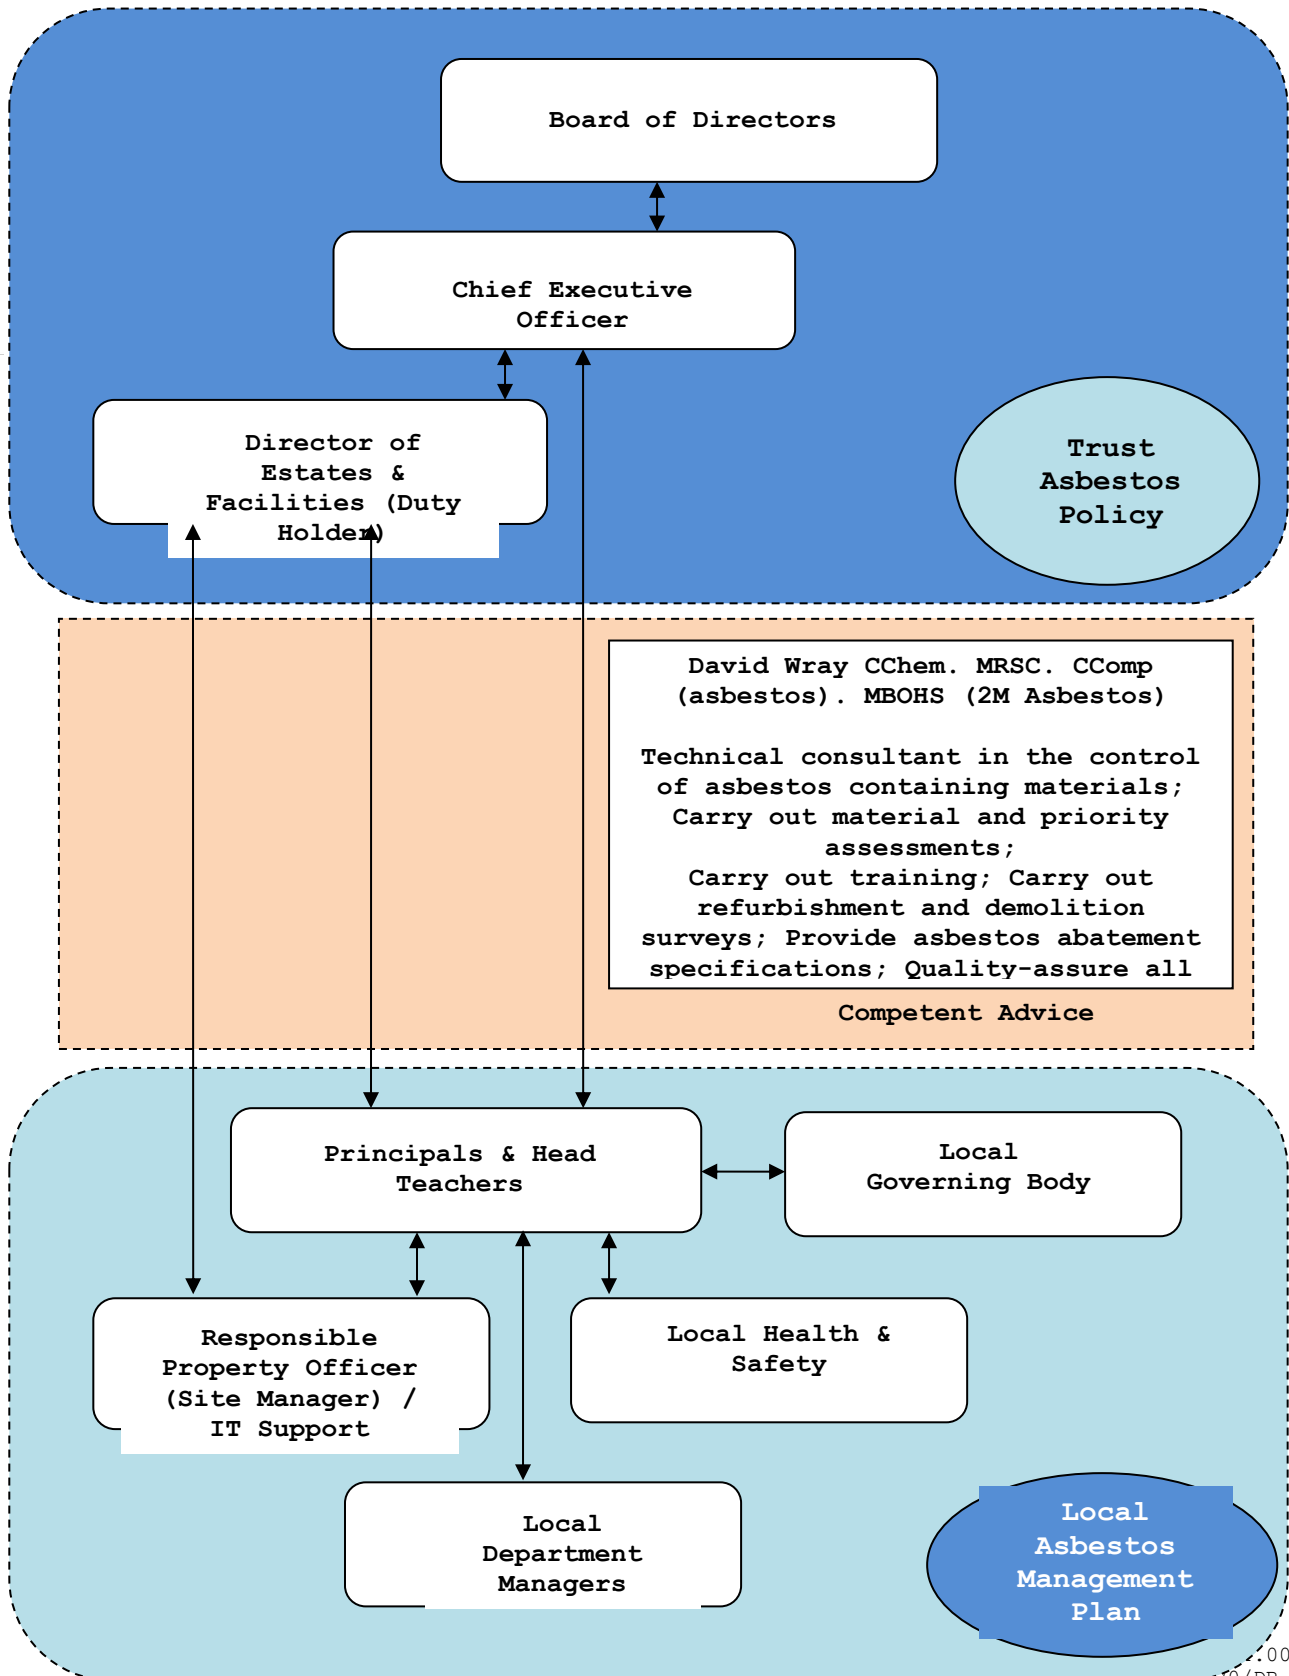 Board of Directors
Chief Executive
Officer
Director of
Estates &
Facilities (Duty
Holder)
Trust
Asbestos
Policy
David Wray CChem. MRSC. CComp
(asbestos). MBOHS (2M Asbestos)
Technical consultant in the control
of asbestos containing materials;
Carry out material and priority
assessments;
Carry out training; Carry out
refurbishment and demolition
surveys; Provide asbestos abatement
specifications; Quality-assure all
Competent Advice
Principals & Head
Teachers
Local
Governing Body
Responsible
Property Officer
(Site Manager) /
IT Support
Local Health &
Safety
Local
Department
Managers
Local
Asbestos
Management
Plan